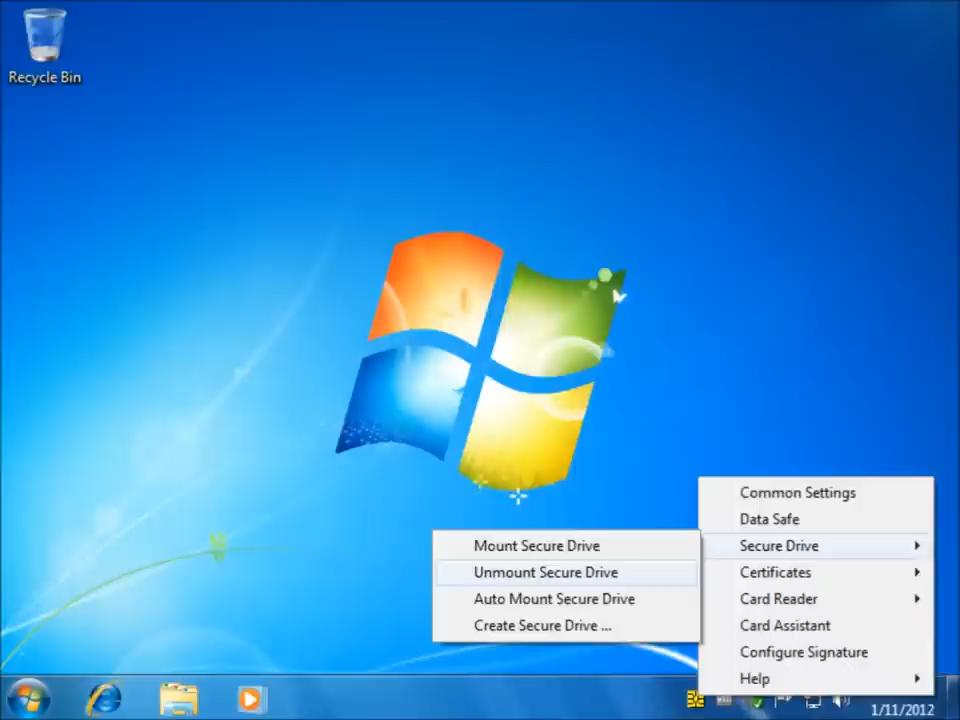 Recycle Bin
Common Settings
Data Safe
Secure Drive
Certificates
Card Reader
Card Assistant
Configure Signature
Help
Mount Secure Drive
Unmount Secure Drive
Auto Mount Secure Drive
Create Secure Drive ...
1/11/2012